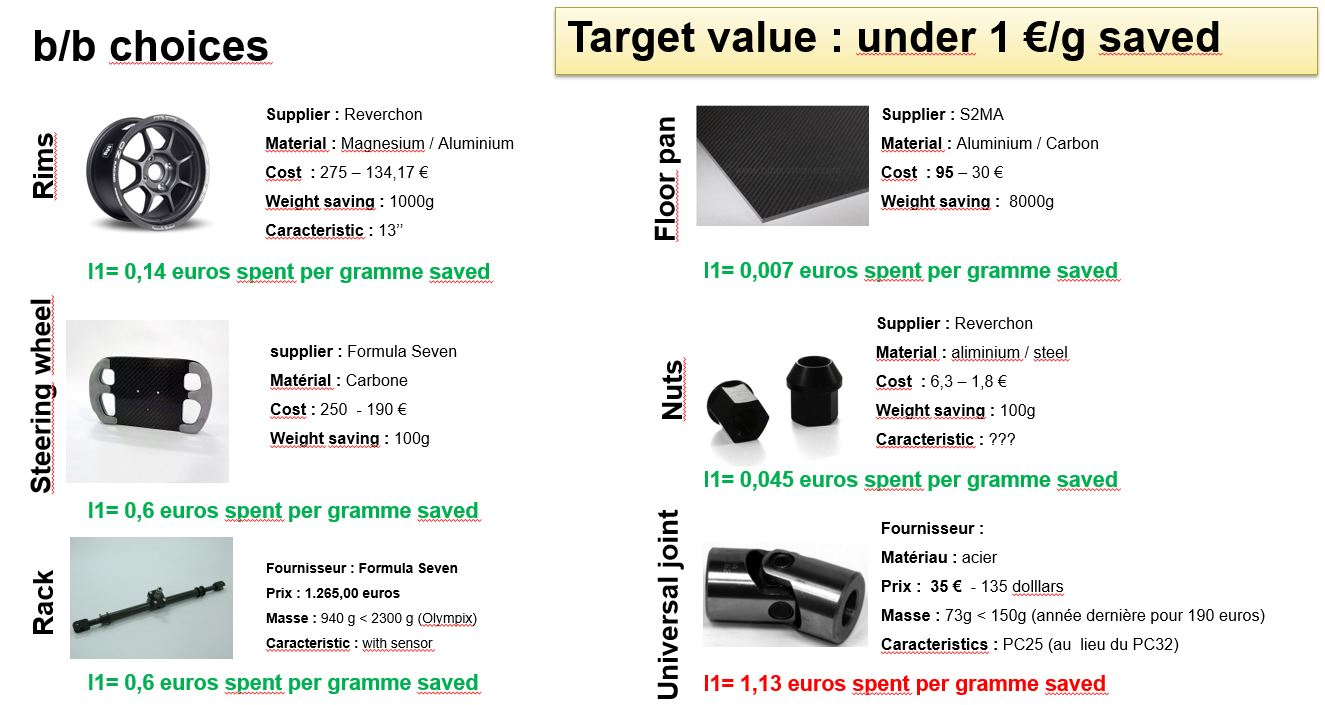 b/b choices
Target value : under 1 €/g saved
Rims
Supplier : Reverchon
Material : Magnesium / Aluminium
Cost : 275 – 134,17 €
Weight saving : 1000g
Caracteristic : 13’’
I1= 0,14 euros spent per gramme saved
Floor pan
Supplier : S2MA
Material : Aluminium / Carbon
Cost : 95 – 30 €
Weight saving : 8000g
I1= 0,007 euros spent per gramme saved
Steering wheel
supplier : Formula Seven
Matérial : Carbone
Cost : 250 - 190 €
Weight saving : 100g
I1= 0,6 euros spent per gramme saved
Nuts
Supplier : Reverchon
Material : aliminium / steel
Cost : 6,3 – 1,8 €
Weight saving : 100g
Caracteristic : ???
I1= 0,045 euros spent per gramme saved
Rack
Fournisseur : Formula Seven
Prix : 1.265,00 euros
Masse : 940 g < 2300 g (Olympix)
Caracteristic : with sensor
I1= 0,6 euros spent per gramme saved
Universal joint
Fournisseur :
Matériau : acier
Prix : 35 € - 135 dolllars
Masse : 73g < 150g (année dernière pour 190 euros)
Caracteristics : PC25 (au lieu du PC32)
I1= 1,13 euros spent per gramme saved